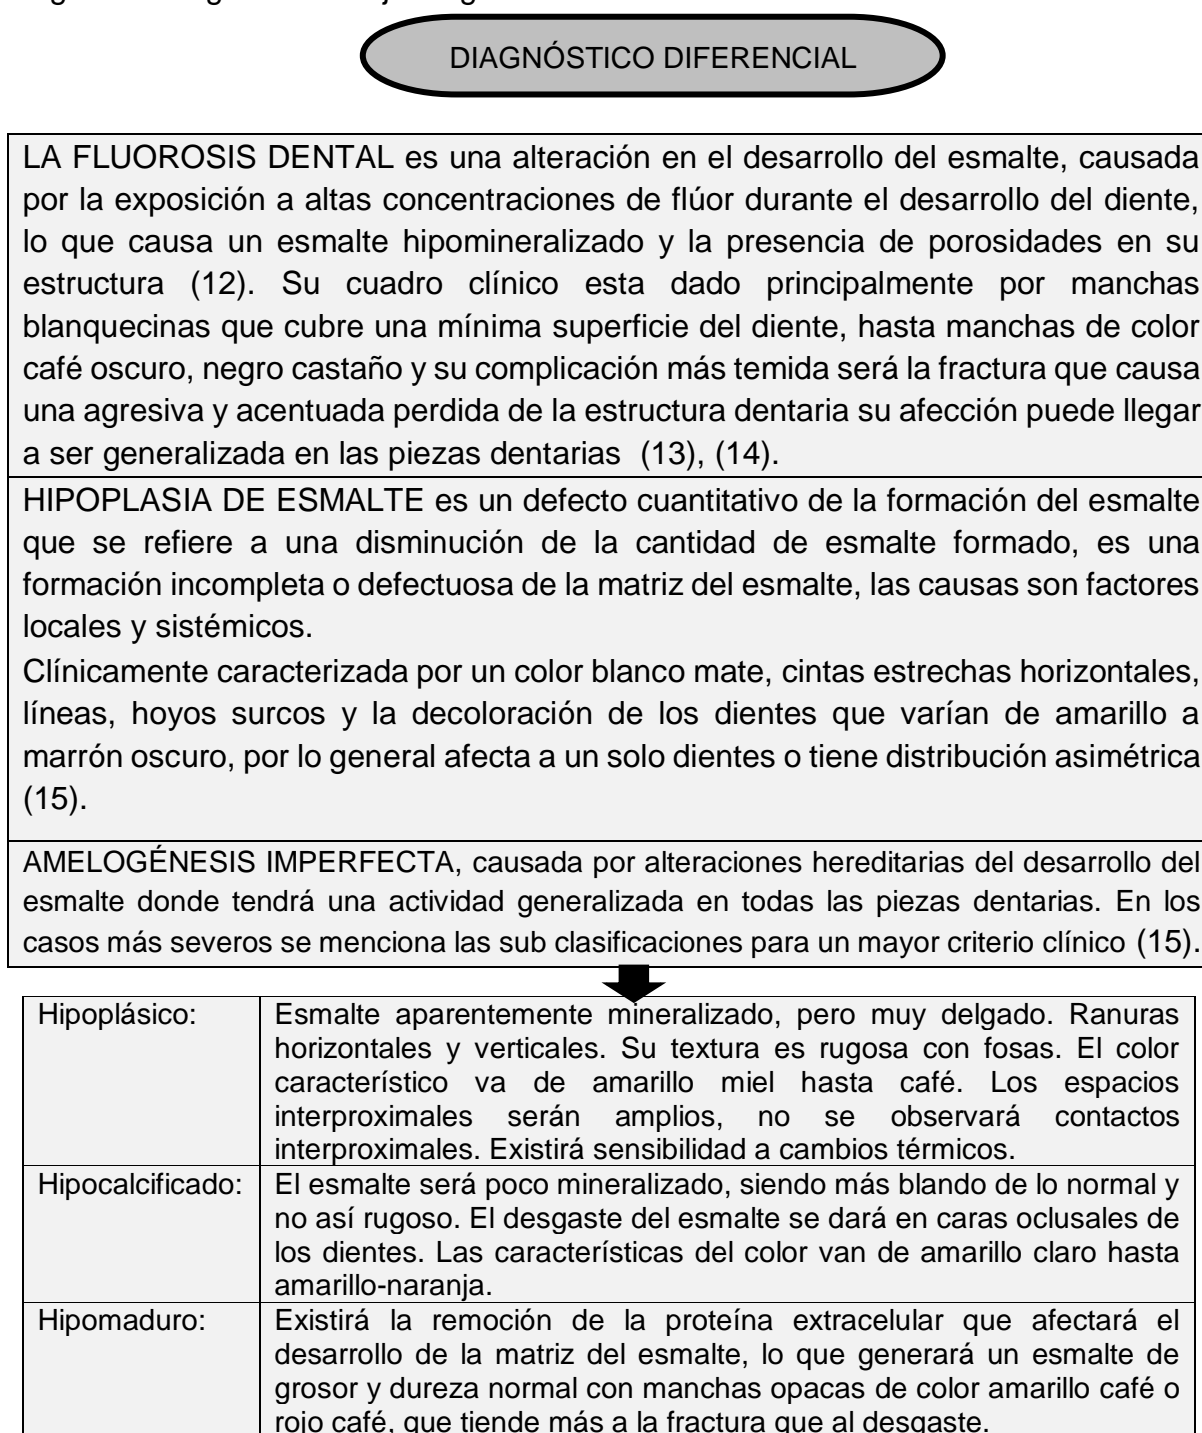 DIAGNÓSTICO DIFERENCIAL
LA FLUOROSIS DENTAL es una alteración en el desarrollo del esmalte, causada
por la exposición a altas concentraciones de flúor durante el desarrollo del diente,
lo que causa un esmalte hipomineralizado y la presencia de porosidades en su
estructura (12). Su cuadro clínico esta dado principalmente por manchas
blanquecinas que cubre una mínima superficie del diente, hasta manchas de color
café oscuro, negro castaño y su complicación más temida será la fractura que causa
una agresiva y acentuada perdida de la estructura dentaria su afección puede llegar
a ser generalizada en las piezas dentarias (13), (14).
HIPOPLASIA DE ESMALTE es un defecto cuantitativo de la formación del esmalte
que se refiere a una disminución de la cantidad de esmalte formado, es una
formación incompleta o defectuosa de la matriz del esmalte, las causas son factores
locales y sistémicos.
Clínicamente caracterizada por un color blanco mate, cintas estrechas horizontales,
líneas, hoyos surcos y la decoloración de los dientes que varían de amarillo a
marrón oscuro, por lo general afecta a un solo dientes o tiene distribución asimétrica
(15).
AMELOGÉNESIS IMPERFECTA, causada por alteraciones hereditarias del desarrollo del
esmalte donde tendrá una actividad generalizada en todas las piezas dentarias. En los
casos más severos se menciona las sub clasificaciones para un mayor criterio clínico (15).
Hipoplásico: Esmalte aparentemente mineralizado, pero muy delgado. Ranuras
horizontales y verticales. Su textura es rugosa con fosas. El color
característico va de amarillo miel hasta café. Los espacios
interproximales serán amplios, no se observará contactos
interproximales. Existirá sensibilidad a cambios térmicos.
Hipocalcificado: El esmalte será poco mineralizado, siendo más blando de lo normal y
no así rugoso. El desgaste del esmalte se dará en caras oclusales de
los dientes. Las características del color van de amarillo claro hasta
amarillo-naranja.
Hipomaduro: Existirá la remoción de la proteína extracelular que afectará el
desarrollo de la matriz del esmalte, lo que generará un esmalte de
grosor y dureza normal con manchas opacas de color amarillo café o
rojo café, que tiende más a la fractura que al desgaste.